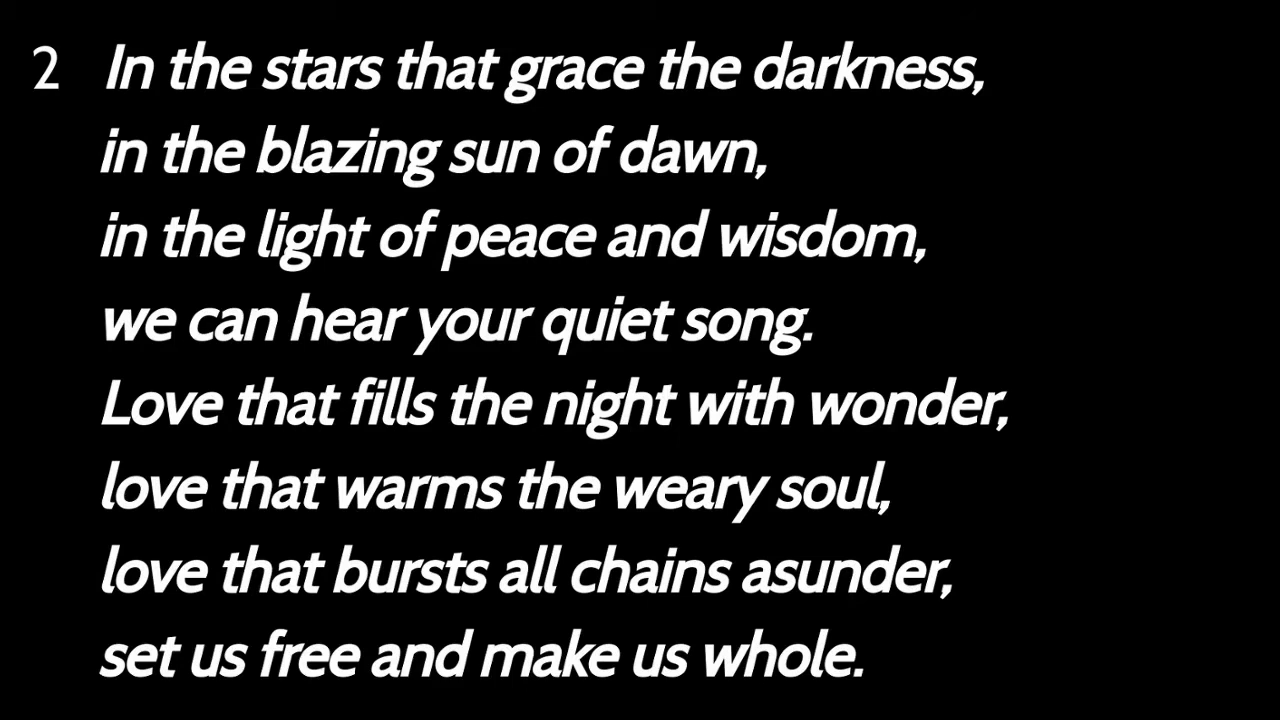 2 In the stars that grace the darkness,
in the blazing sun of dawn,
in the light of peace and wisdom,
we can hear your quiet song.
Love that fills the night with wonder,
love that warms the weary soul,
love that bursts all chains asunder,
set us free and make us whole.